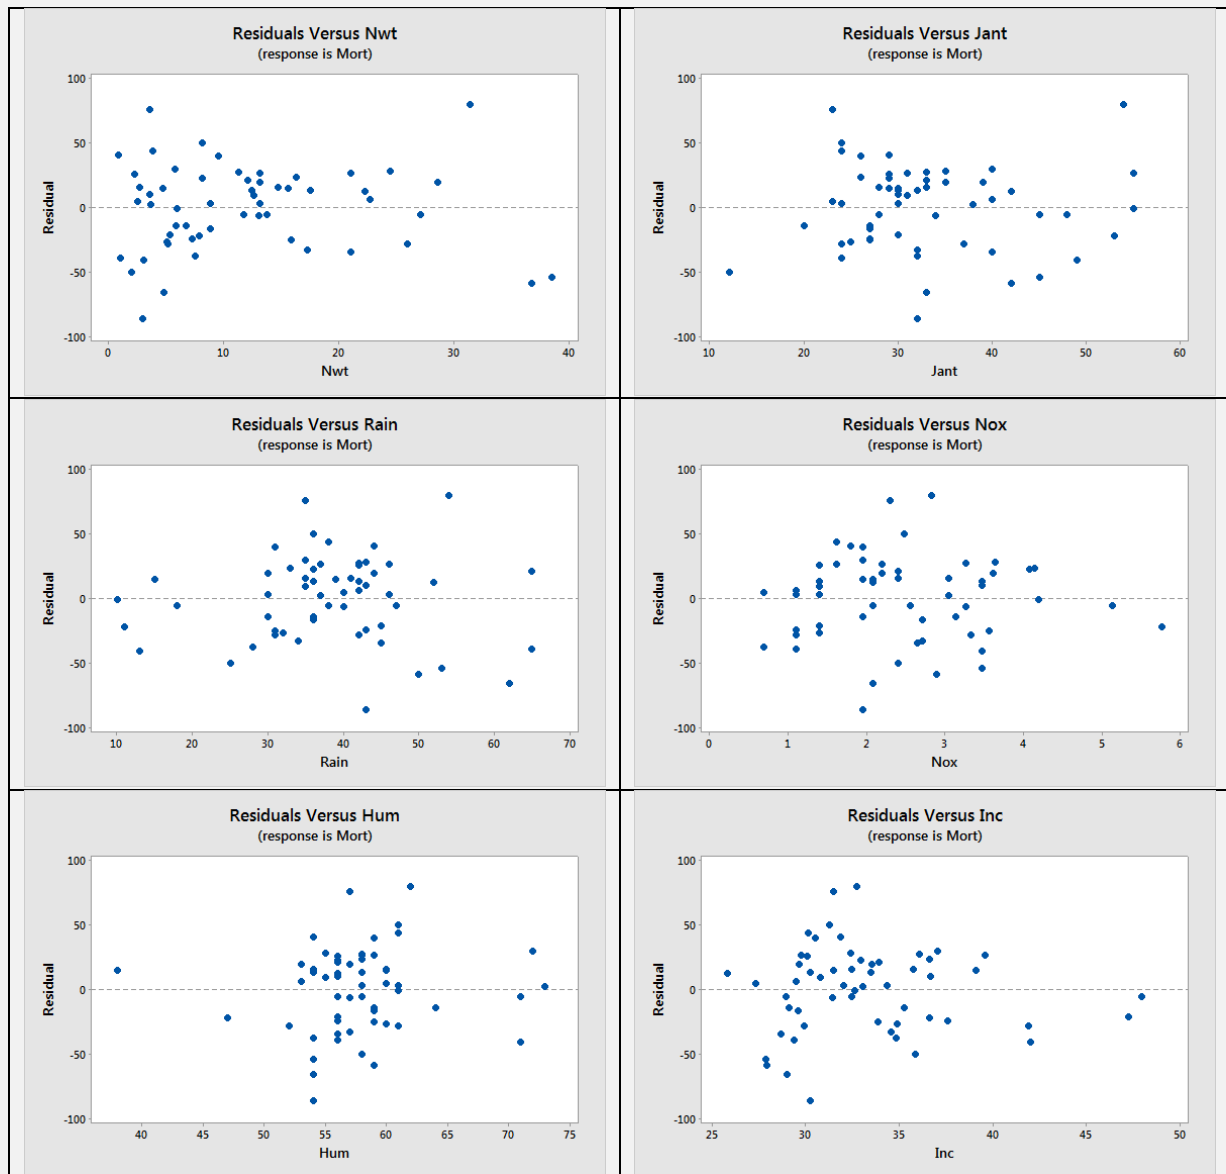 Residuals Versus Nwt
(response is Mort)
100
50
0
-50
-100
Residual
0
10
20
30
40
Nwt
Residuals Versus Jant
(response is Mort)
100
50
0
-50
-100
Residual
10
20
30
40
50
60
Jant
Residuals Versus Rain
(response is Mort)
100
50
0
-50
-100
Residual
10
20
30
40
50
60
70
Rain
Residuals Versus Nox
(response is Mort)
100
50
0
-50
-100
Residual
0
1
2
3
4
5
6
Nox
Residuals Versus Hum
(response is Mort)
100
50
0
-50
-100
Residual
40
45
50
55
60
65
70
75
Hum
Residuals Versus Inc
(response is Mort)
100
50
0
-50
-100
Residual
25
30
35
40
45
50
Inc